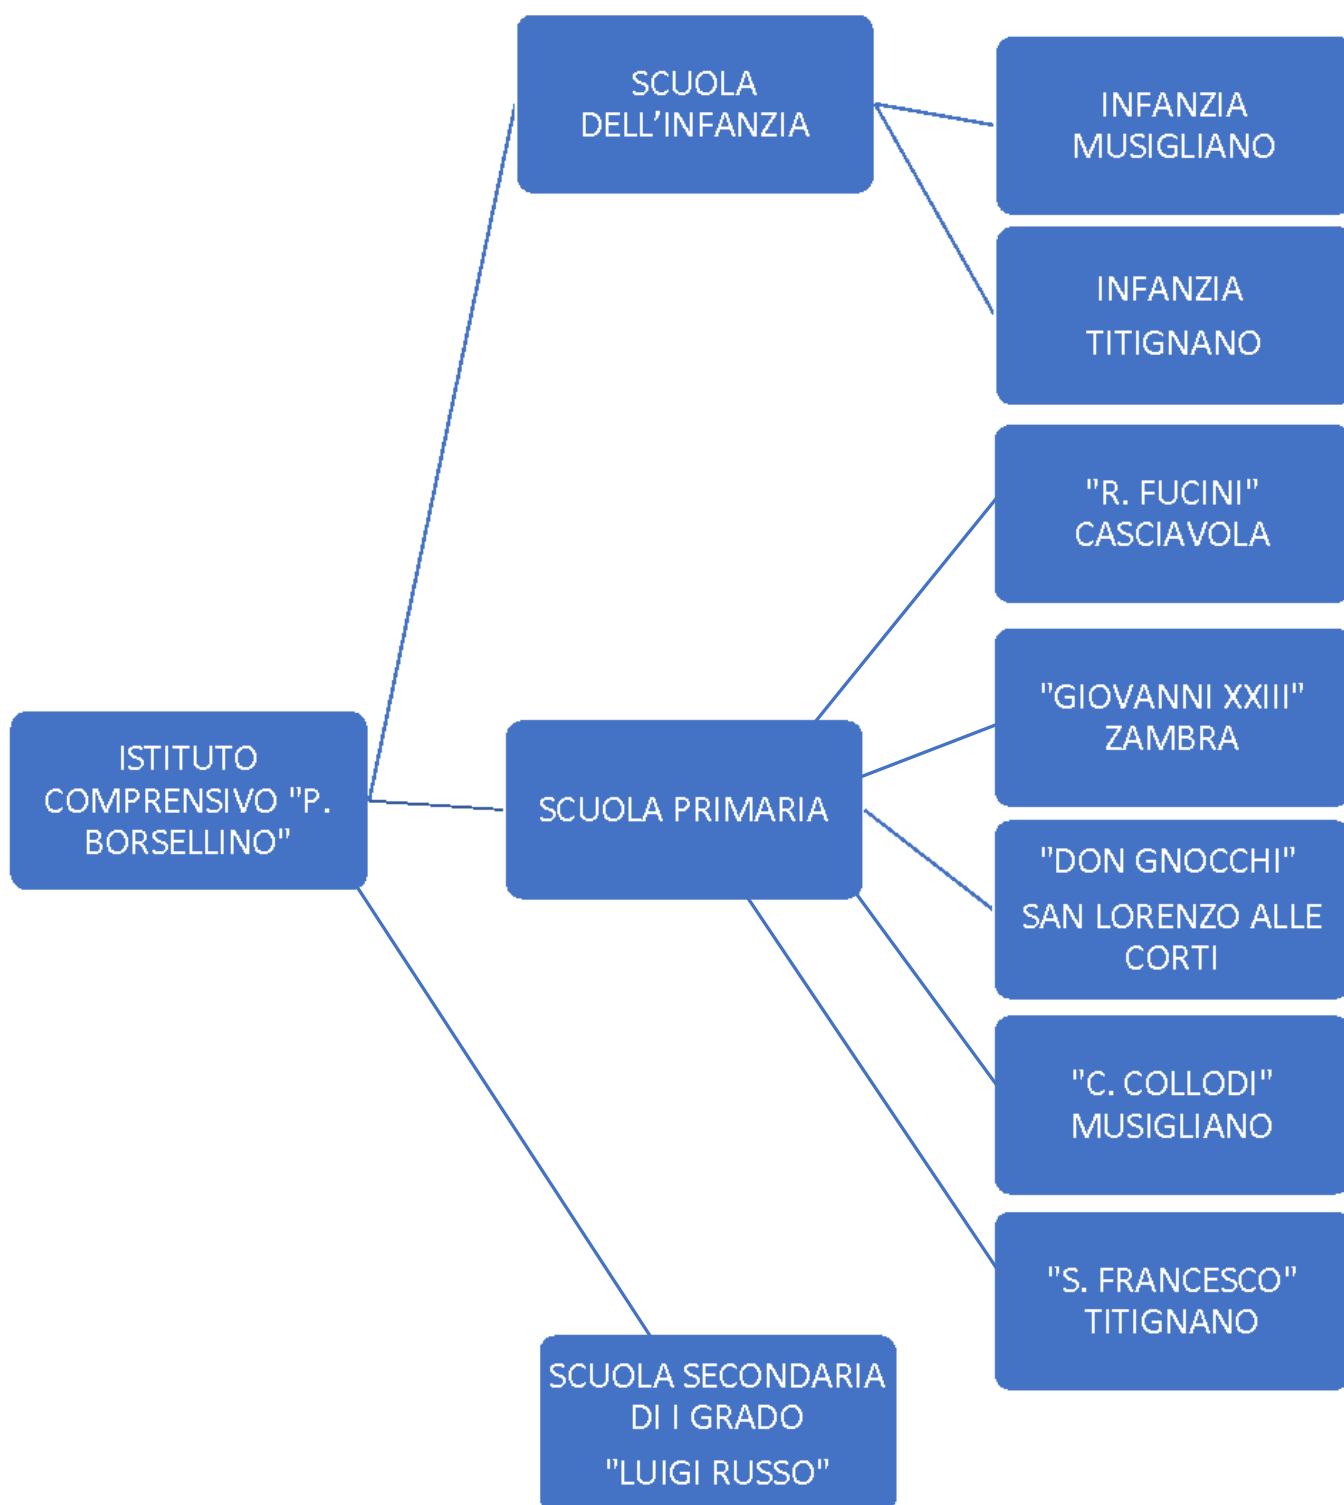 SCUOLA
DELL’INFANZIA
INFANZIA
MUSIGLIANO
INFANZIA
TITIGNANO
"R. FUCINI"
CASCIAVOLA
"GIOVANNI XXIII"
ZAMBRA
ISTITUTO
COMPRENSIVO "P.
BORSELLINO"
SCUOLA PRIMARIA
"DON GNOCCHI"
SAN LORENZO ALLE
CORTI
"C. COLLODI"
MUSIGLIANO
"S. FRANCESCO"
TITIGNANO
SCUOLA SECONDARIA
DI I GRADO
"LUIGI RUSSO"